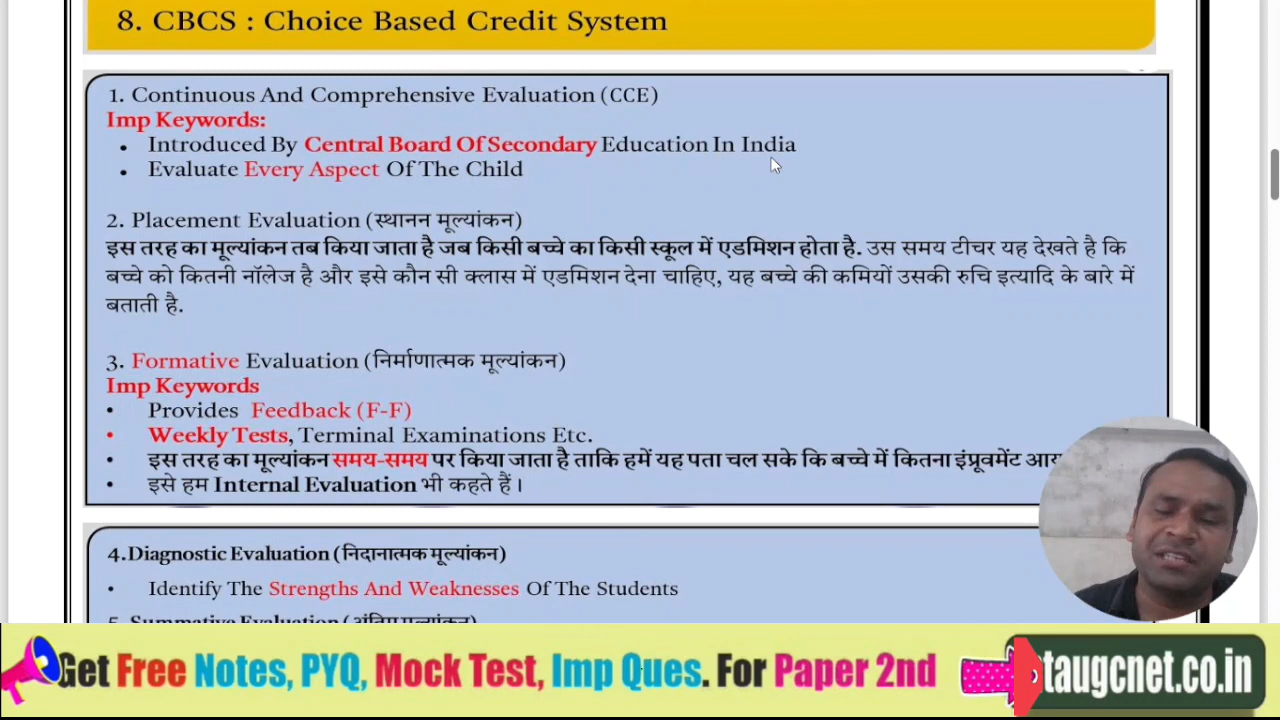 8. CBCS : Choice Based Credit System
1. Continuous And Comprehensive Evaluation (CCE)
Imp Keywords:
• Introduced By Central Board Of Secondary Education In India
• Evaluate Every Aspect Of The Child
2. Placement Evaluation (स्थानन मूल्यांकन)
इस तरह का मूल्यांकन तब किया जाता है जब किसी बच्चे का किसी स्कूल में एडमिशन होता है. उस समय टीचर यह देखते है कि
बच्चे को कितनी नॉलेज है और इसे कौन सी क्लास में एडमिशन देना चाहिए, यह बच्चे की कमियों उसकी रुचि इत्यादि के बारे में
बताती है.
3. Formative Evaluation (निर्माणात्मक मूल्यांकन)
Imp Keywords
• Provides Feedback (F-F)
• Weekly Tests, Terminal Examinations Etc.
• इस तरह का मूल्यांकन समय-समय पर किया जाता है ताकि हमें यह पता चल सके कि बच्चे में कितना इंप्रूवमेंट
• इसे हम Internal Evaluation भी कहते हैं।
4.Diagnostic Evaluation (निदानात्मक मूल्यांकन)
• Identify The Strengths And Weaknesses Of The Students
5. Summative Evaluation (अंतिम मूल्यांकन)
Get Free Notes, PYQ, Mock Test, Imp Ques. For Paper 2nd
taugcnet.co.in